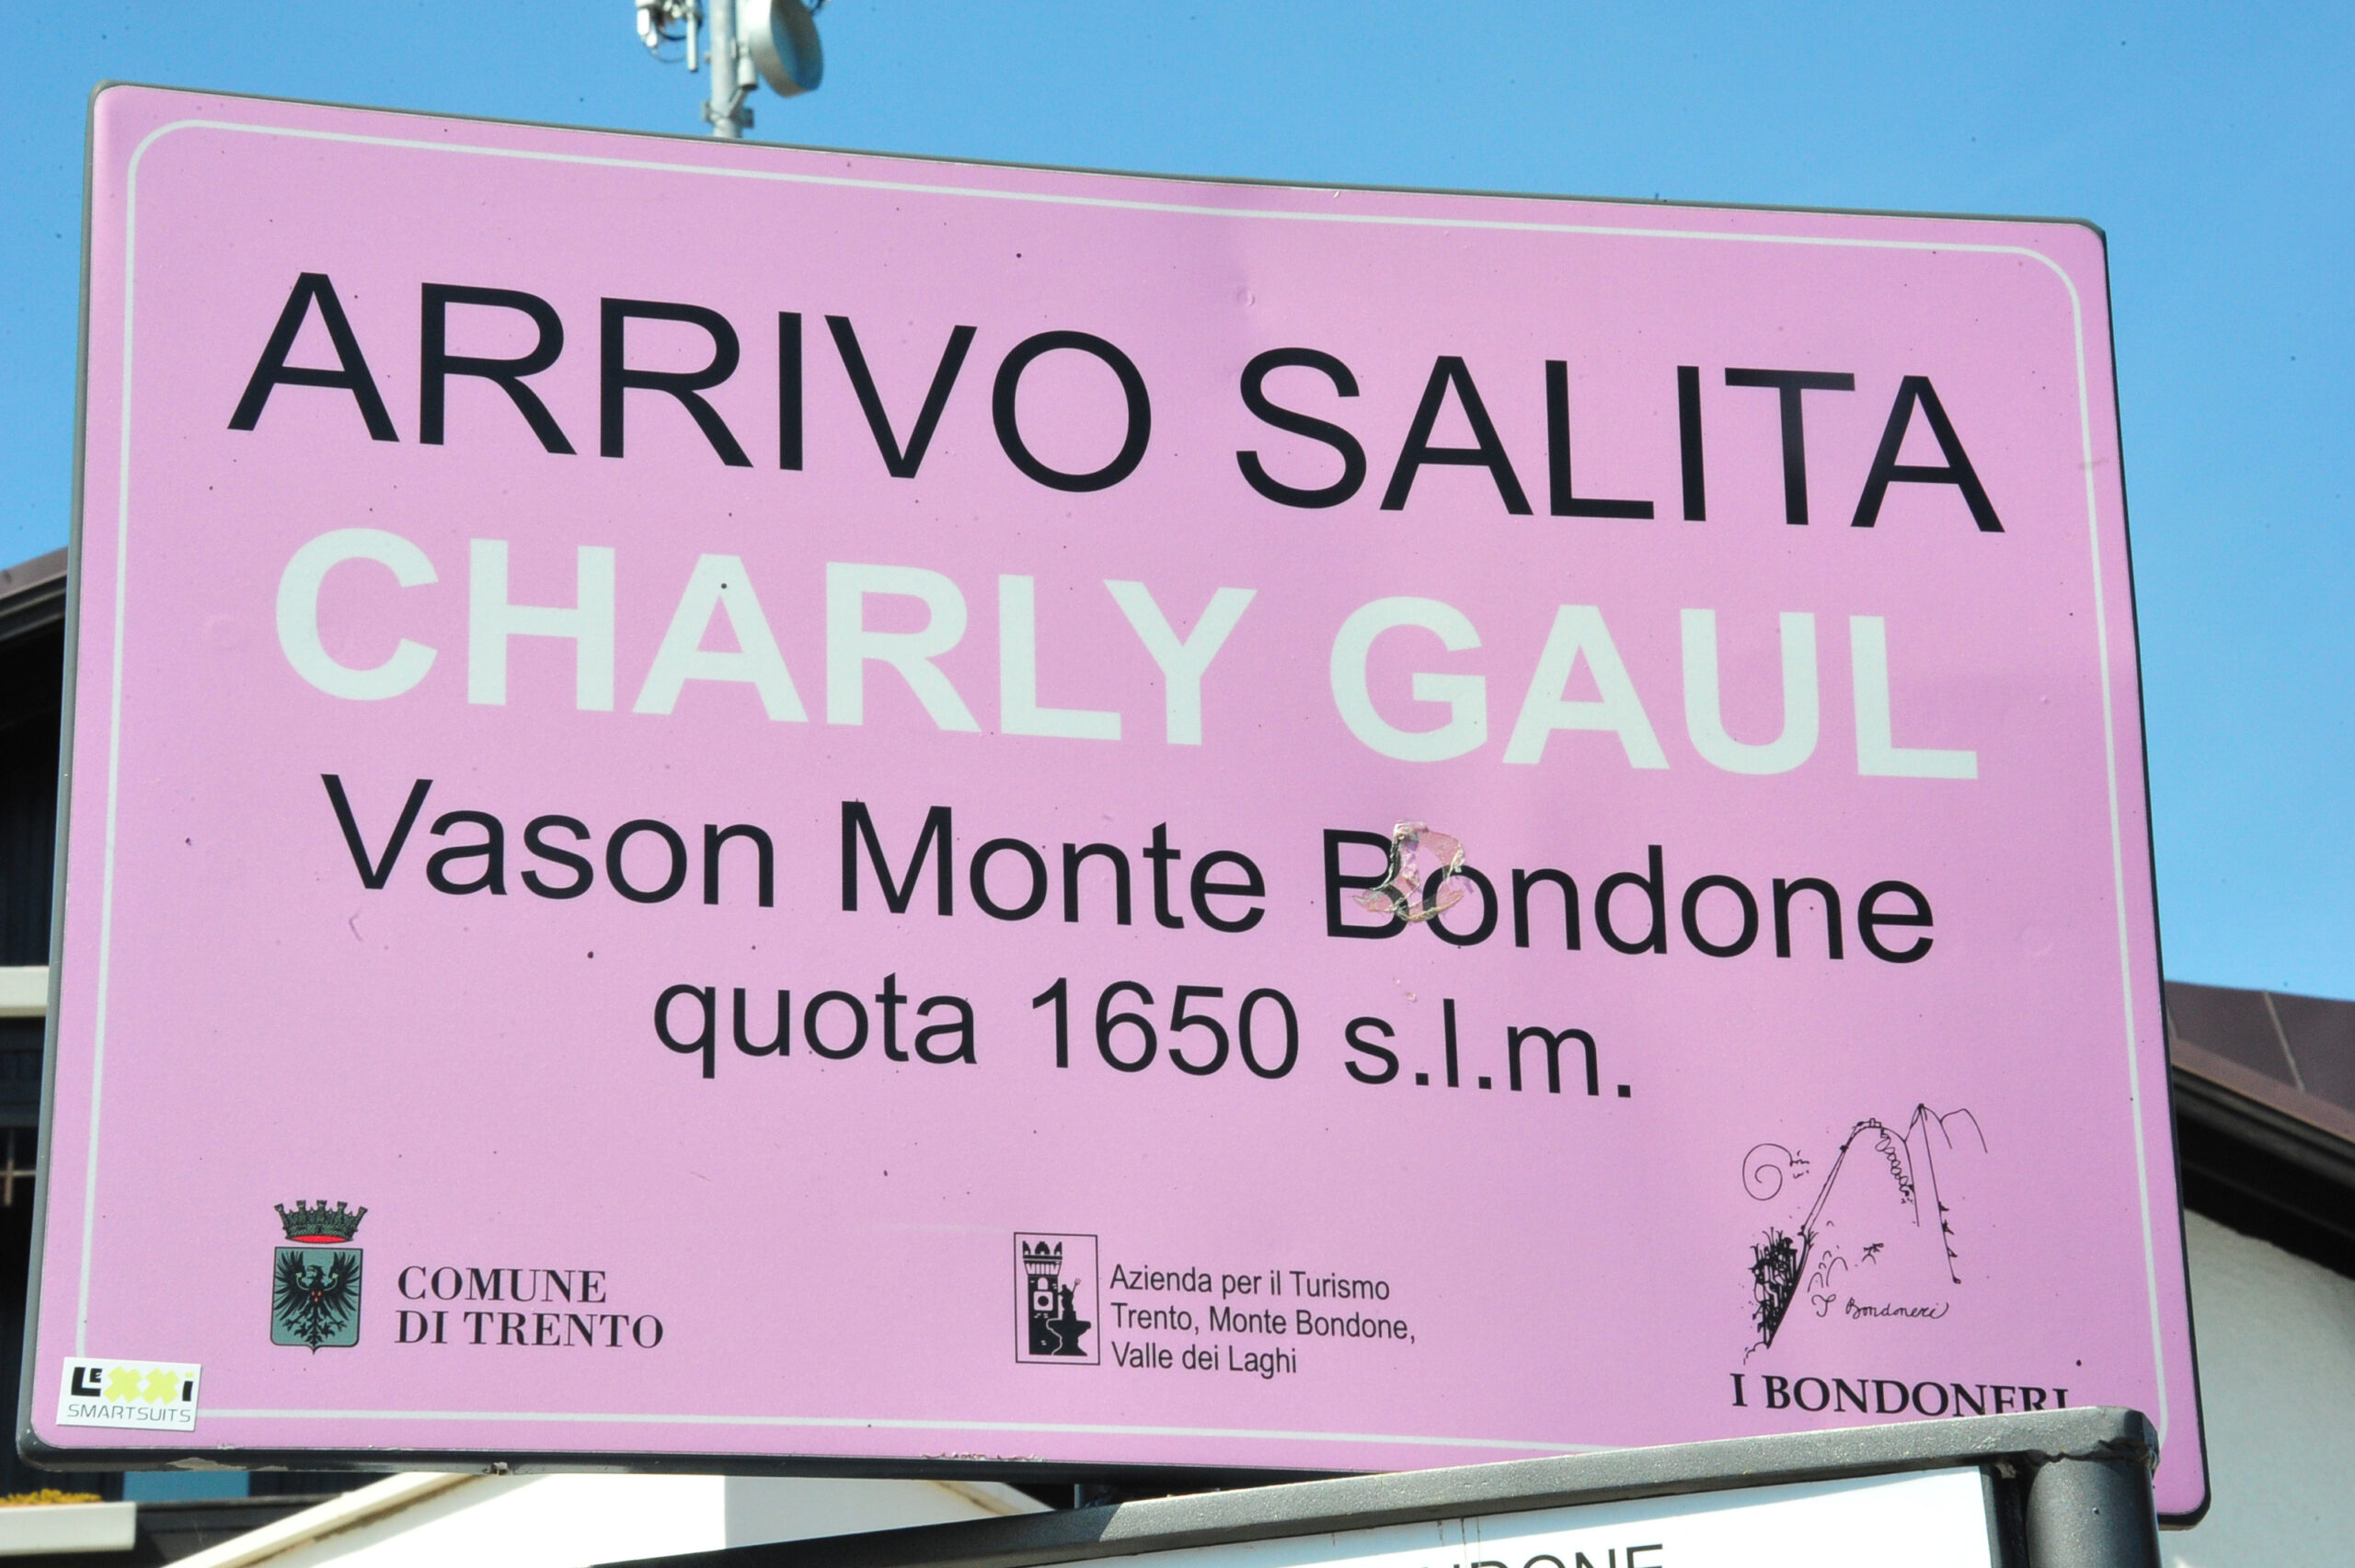 ARRIVO SALITA
CHARLY GAUL
Vason Monte Bondone
quota 1650 s.l.m.
COMUNE
DI TRENTO
Azienda per il Turismo
Trento, Monte Bondone,
Valle dei Laghi
I Bondoneri
I BONDONERI
LEXXI
SMARTSUITS